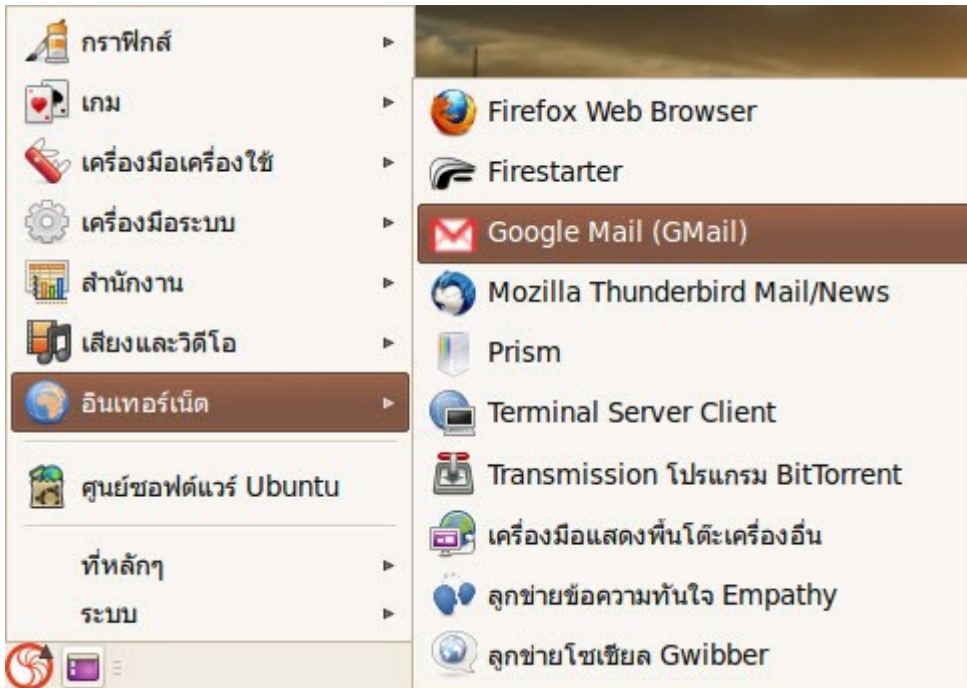 กราฟิกส์
เกม
เครื่องมือเครื่องใช้
เครื่องมือระบบ
สำนักงาน
เสียงและวิดีโอ
อินเทอร์เน็ต
ศูนย์ซอฟต์แวร์ Ubuntu
ที่หลักๆ
ระบบ
Firefox Web Browser
Firestarter
Google Mail (GMail)
Mozilla Thunderbird Mail/News
Prism
Terminal Server Client
Transmission โปรแกรม BitTorrent
เครื่องมือแสดงพื้นโต๊ะเครื่องอื่น
ลูกข่ายข้อความทันใจ Empathy
ลูกข่ายโซเชียล Gwibber